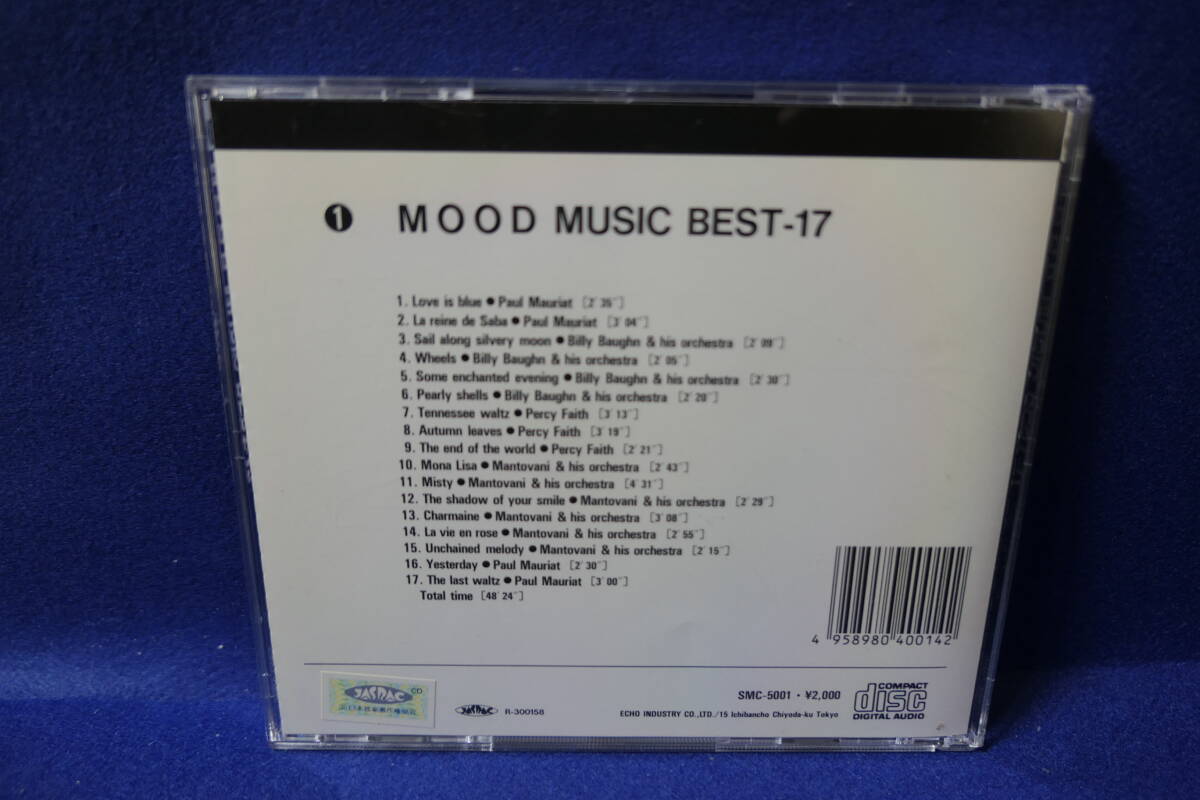 ❶ MOOD MUSIC BEST-17
1. Love is blue ● Paul Mauriat [2'35"]
2. La reine de Saba ● Paul Mauriat [3'04"]
3. Sail along silvery moon ● Billy Baughn & his orchestra [2'09"]
4. Wheels ● Billy Baughn & his orchestra [2'05"]
5. Some enchanted evening ● Billy Baughn & his orchestra [2'30"]
6. Pearly shells ● Billy Baughn & his orchestra [2'20"]
7. Tennessee waltz ● Percy Faith [3'13"]
8. Autumn leaves ● Percy Faith [3'19"]
9. The end of the world ● Percy Faith [2'21"]
10. Mona Lisa ● Mantovani & his orchestra [2'43"]
11. Misty ● Mantovani & his orchestra [4'31"]
12. The shadow of your smile ● Mantovani & his orchestra [2'29"]
13. Charmaine ● Mantovani & his orchestra [3'08"]
14. La vie en rose ● Mantovani & his orchestra [2'55"]
15. Unchained melody ● Mantovani & his orchestra [2'15"]
16. Yesterday ● Paul Mauriat [2'30"]
17. The last waltz ● Paul Mauriat [3'00"]
Total time [48'24"]
4 958980 400142
JASRAC CD
JASRAC R-300158
SMC-5001・¥2,000
ECHO INDUSTRY CO.,LTD./15 Ichibancho Chiyoda-ku Tokyo
COMPACT
disc
DIGITAL AUDIO